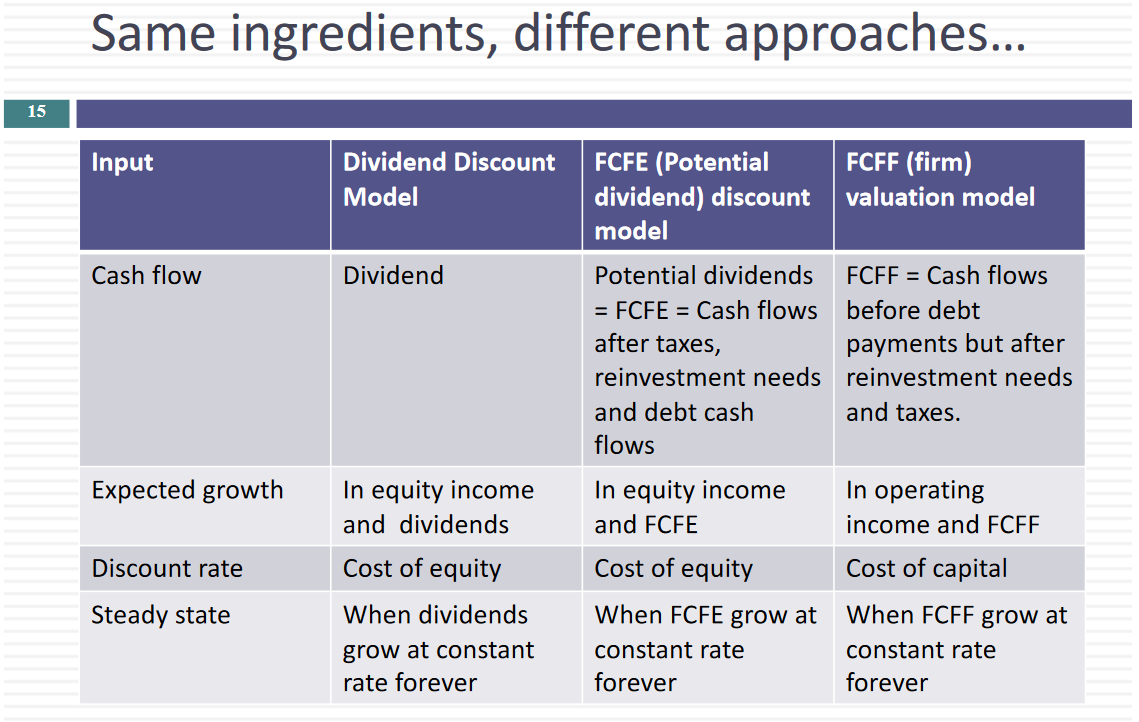 Same ingredients, different approaches…
15
Input
Dividend Discount
Model
FCFE (Potential
dividend) discount
model
FCFF (firm)
valuation model
Cash flow
Dividend
Potential dividends
= FCFE = Cash flows
after taxes,
reinvestment needs
and debt cash
flows
FCFF = Cash flows
before debt
payments but after
reinvestment needs
and taxes.
Expected growth
In equity income
and dividends
In equity income
and FCFE
In operating
income and FCFF
Discount rate
Cost of equity
Cost of equity
Cost of capital
Steady state
When dividends
grow at constant
rate forever
When FCFE grow at
constant rate
forever
When FCFF grow at
constant rate
forever